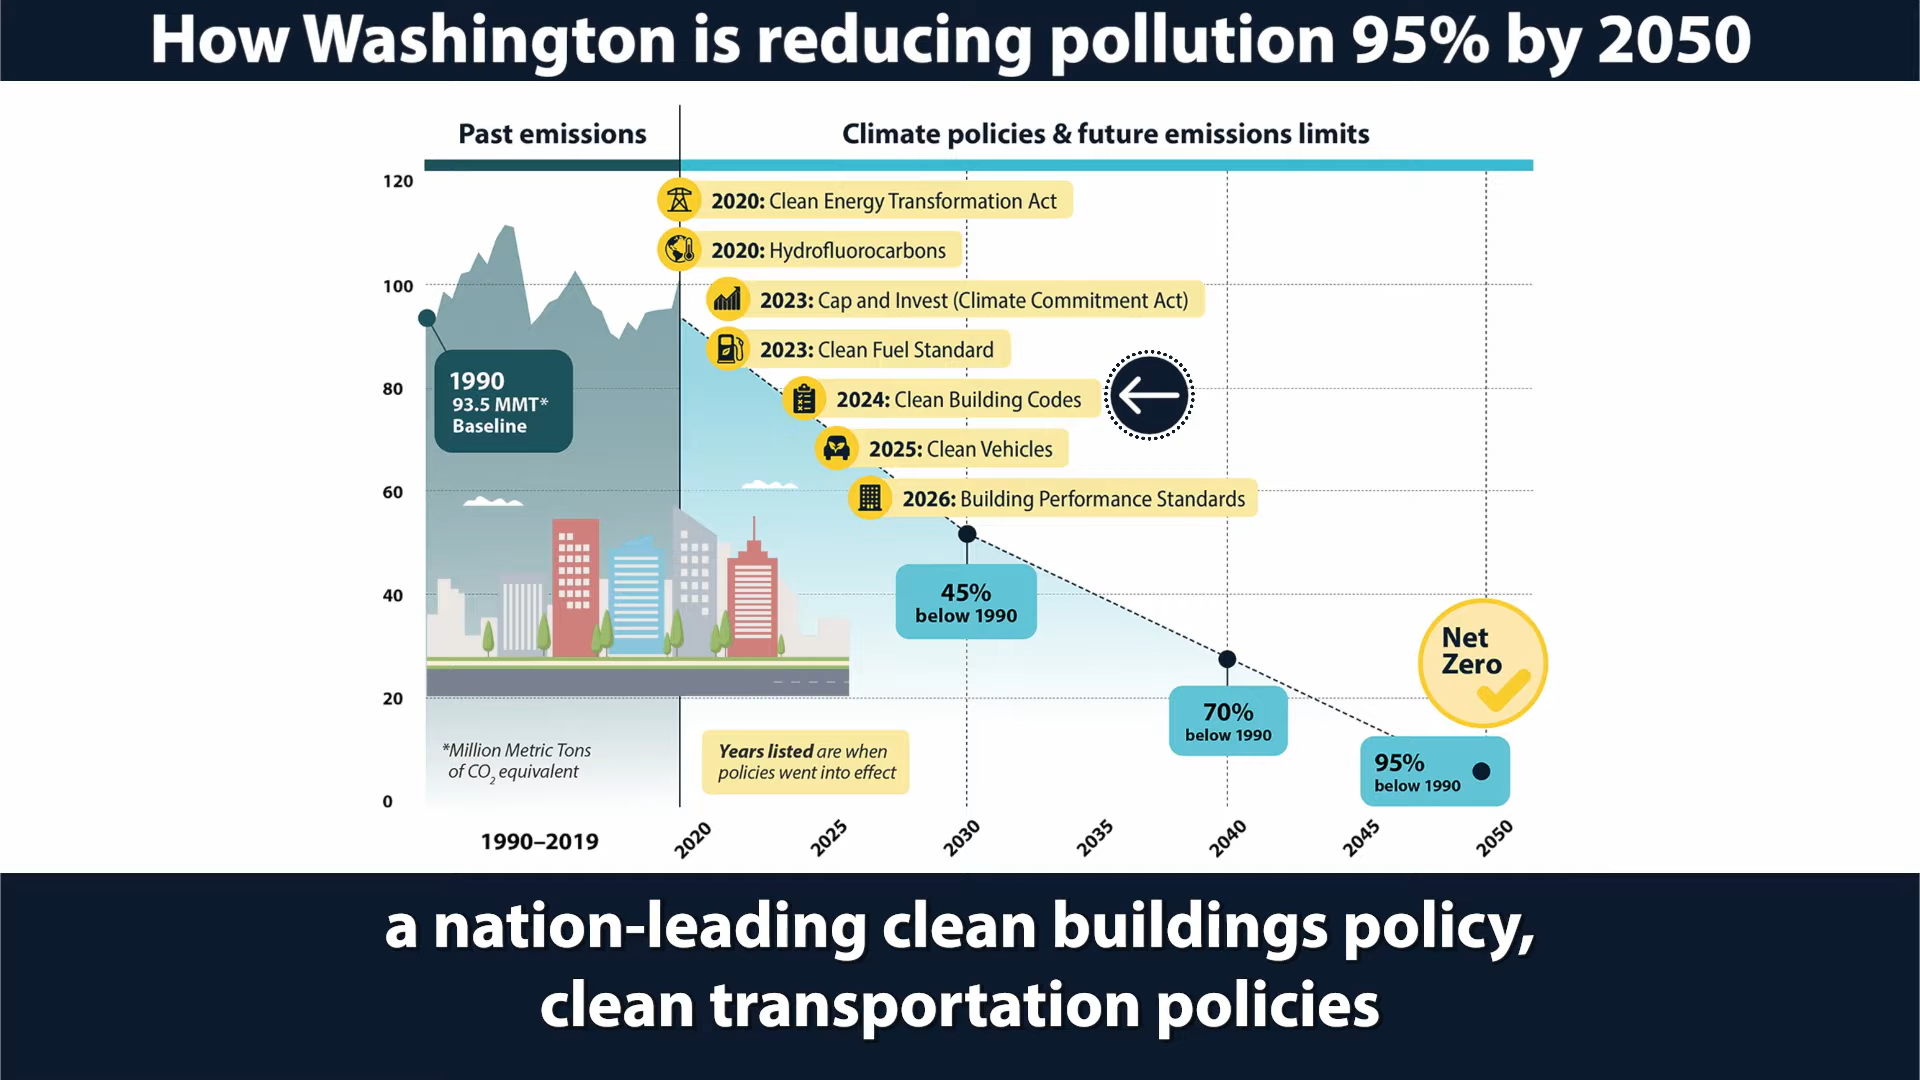 How Washington is reducing pollution 95% by 2050
Past emissions
Climate policies & future emissions limits
120
100
80
60
40
20
0
2020: Clean Energy Transformation Act
2020: Hydrofluorocarbons
2023: Cap and Invest (Climate Commitment Act)
2023: Clean Fuel Standard
2024: Clean Building Codes
2025: Clean Vehicles
2026: Building Performance Standards
1990
93.5 MMT*
Baseline
45%
below 1990
70%
below 1990
Net
Zero
95%
below 1990
*Million Metric Tons
of CO2 equivalent
Years listed are when
policies went into effect
1990–2019
2020
2025
2030
2035
2040
2045
2050
a nation-leading clean buildings policy,
clean transportation policies